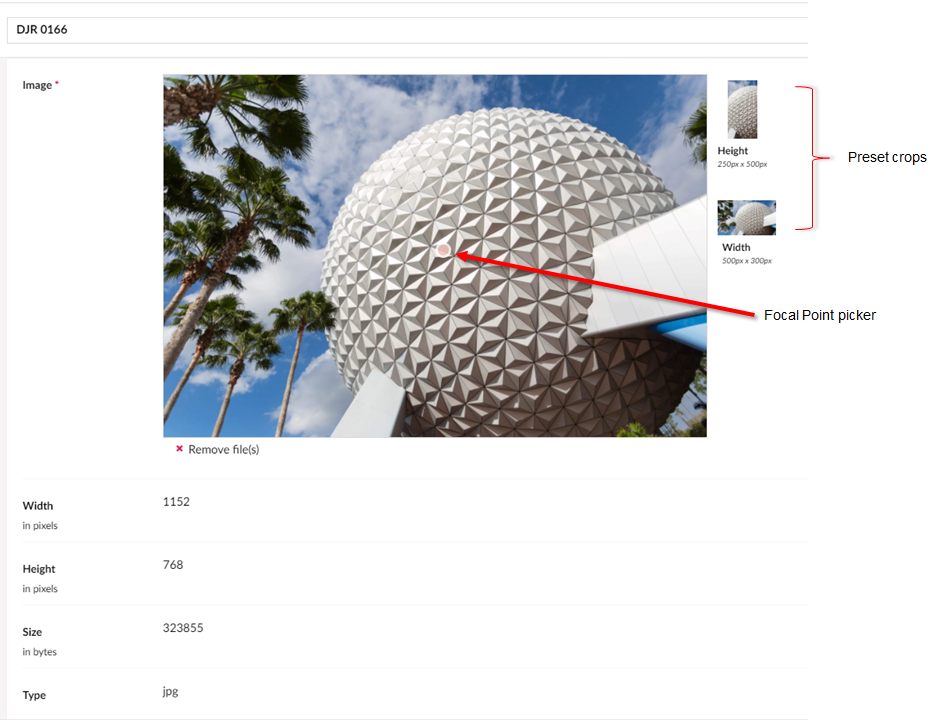 DJR 0166
Image *
Height
250px x 500px
Preset crops
Width
500px x 300px
Focal Point picker
× Remove file(s)
Width
1152
in pixels
Height
768
in pixels
Size
323855
in bytes
Type
jpg